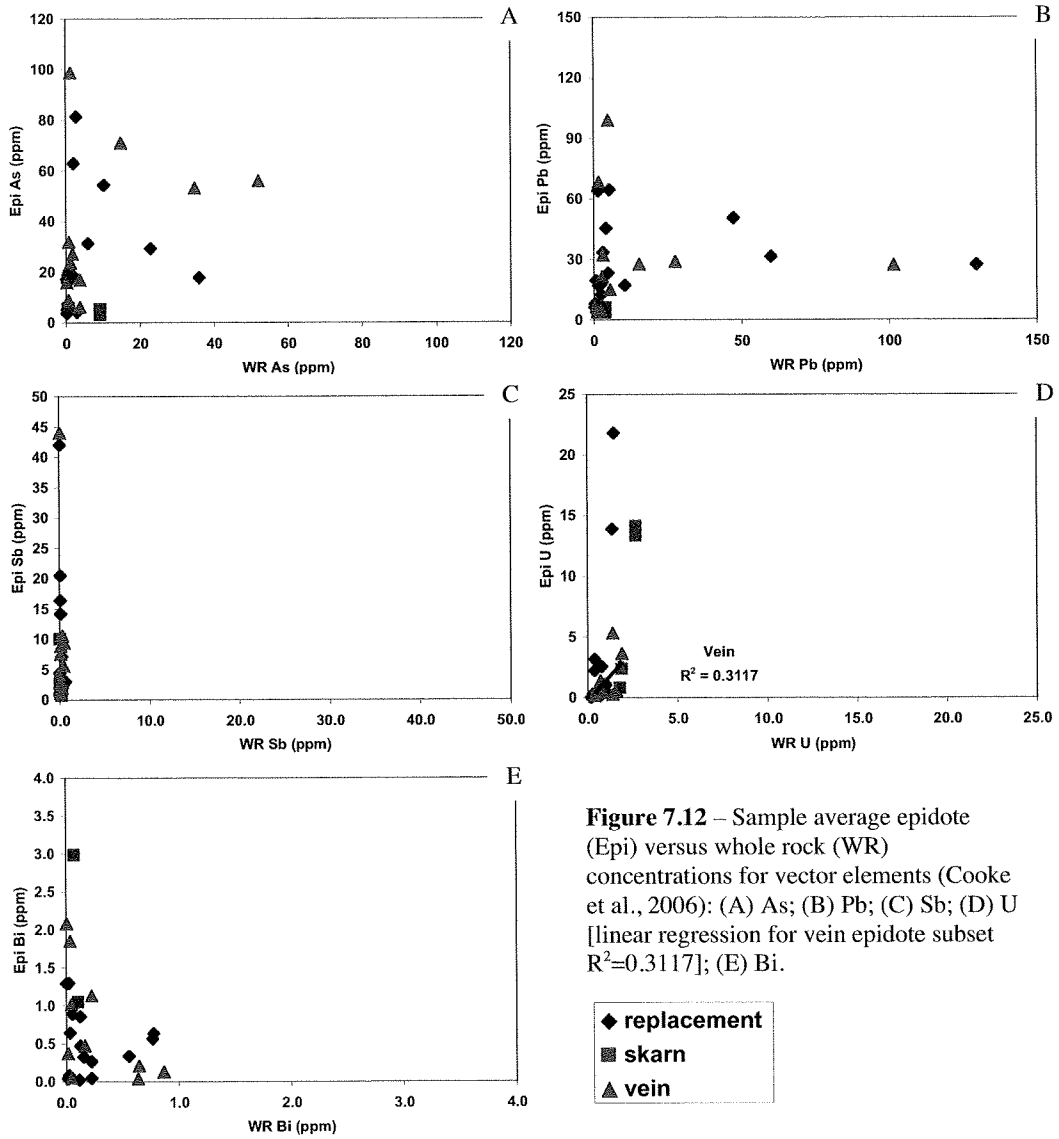 A
120
100
80
60
40
20
0
Epi As (ppm)
0 20 40 60 80 100 120
WR As (ppm)
B
150
120
90
60
30
0
Epi Pb (ppm)
0 50 100 150
WR Pb (ppm)
C
50
45
40
35
30
25
20
15
10
5
0
Epi Sb (ppm)
0.0 10.0 20.0 30.0 40.0 50.0
WR Sb (ppm)
D
25
20
15
10
5
0
Epi U (ppm)
Vein
R² = 0.3117
0.0 5.0 10.0 15.0 20.0 25.0
WR U (ppm)
E
4.0
3.5
3.0
2.5
2.0
1.5
1.0
0.5
0.0
Epi Bi (ppm)
0.0 1.0 2.0 3.0 4.0
WR Bi (ppm)
Figure 7.12 – Sample average epidote
(Epi) versus whole rock (WR)
concentrations for vector elements (Cooke
et al., 2006): (A) As; (B) Pb; (C) Sb; (D) U
[linear regression for vein epidote subset
R²=0.3117]; (E) Bi.
replacement
skarn
vein